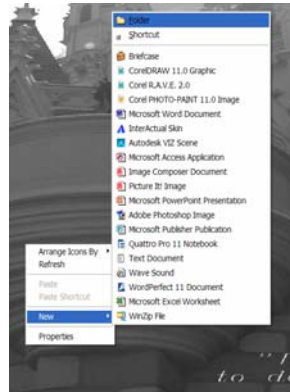 Folder
Shortcut
Briefcase
CorelDRAW 11.0 Graphic
Corel R.A.V.E. 2.0
Corel PHOTO-PAINT 11.0 Image
Microsoft Word Document
InterActual Skin
Autodesk VIZ Scene
Microsoft Access Application
Image Composer Document
Picture It! Image
Microsoft PowerPoint Presentation
Adobe Photoshop Image
Microsoft Publisher Publication
Quattro Pro 11 Notebook
Text Document
Wave Sound
WordPerfect 11 Document
Microsoft Excel Worksheet
WinZip File
Arrange Icons By
Refresh
Paste
Paste Shortcut
New
Properties
to